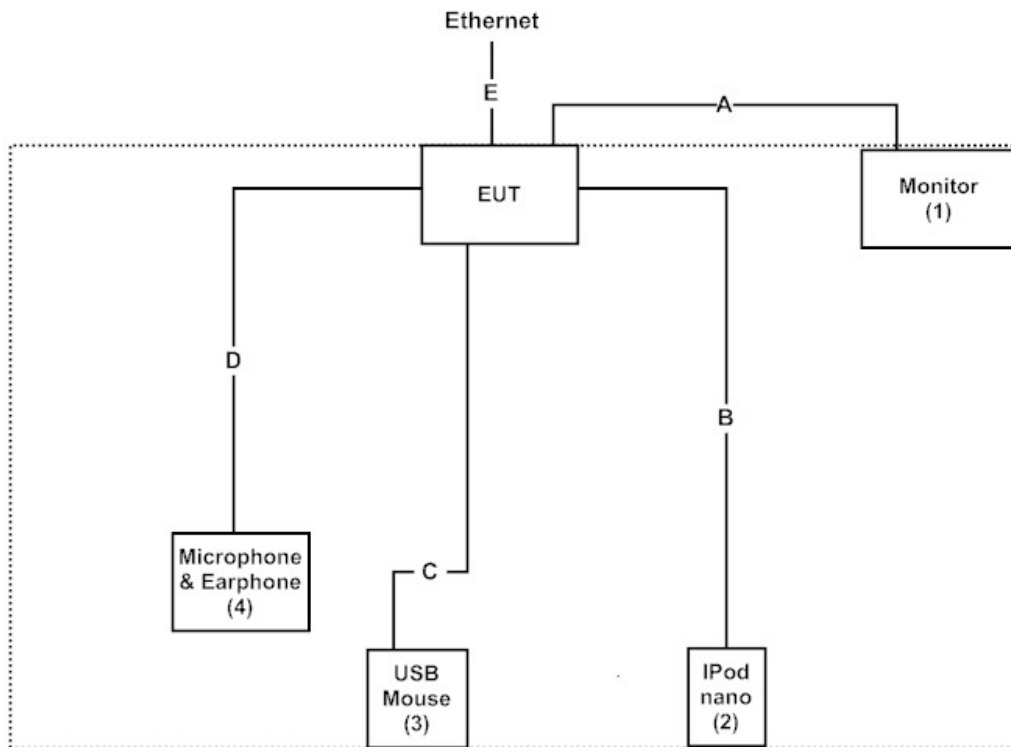 Ethernet
E
A
EUT
Monitor
(1)
D
B
Microphone
& Earphone
(4)
C
USB
Mouse
(3)
IPod
nano
(2)